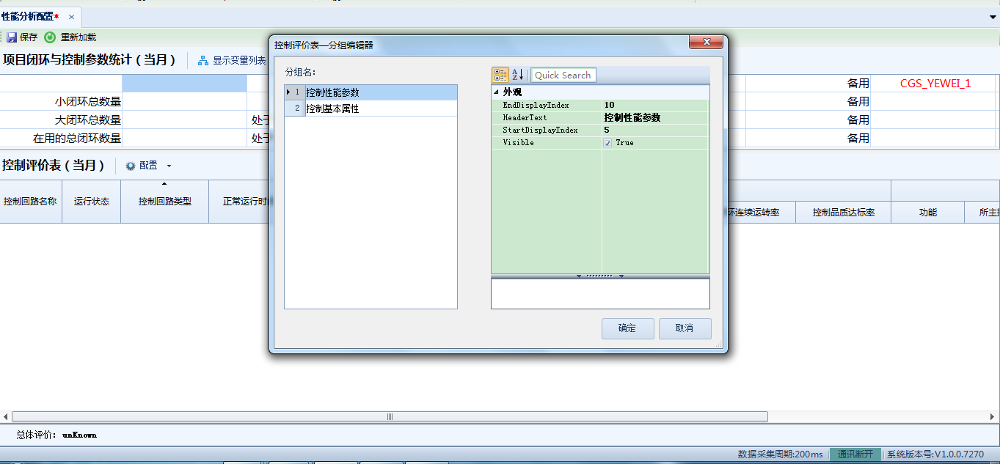 性能分析配置*
保存 重新加载
项目闭环与控制参数统计（当月） 显示变量列表
备用 CGS_YEWEI_1
小闭环总数量 备用
大闭环总数量 处于 备用
在用的总闭环数量 处于 备用
控制评价表（当月） 配置
控制回路名称 运行状态 控制回路类型 正常运行时 环连续运转率 控制品质达标率 功能 所主
控制评价表—分组编辑器
分组名:
1 控制性能参数
2 控制基本属性
Quick Search
外观
EndDisplayIndex 10
HeaderText 控制性能参数
StartDisplayIndex 5
Visible True
确定 取消
总体评价: unKnown
数据采集周期:200ms 通讯断开 系统版本号:V1.0.0.7270